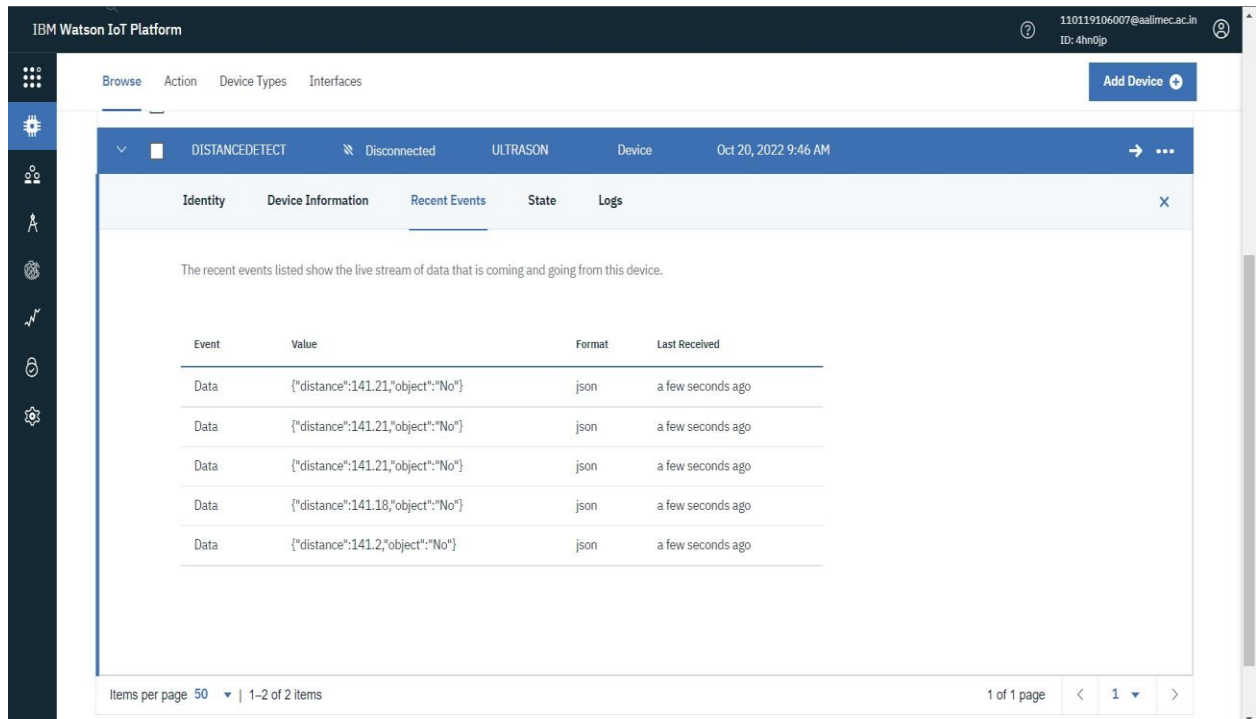 IBM Watson IoT Platform
110119106007@aalimec.ac.in
ID: 4hn0jp
Browse Action Device Types Interfaces
Add Device
DISTANCEDETECT Disconnected ULTRASON Device Oct 20, 2022 9:46 AM
Identity Device Information Recent Events State Logs
The recent events listed show the live stream of data that is coming and going from this device.
Event Value Format Last Received
Data {"distance":141.21,"object":"No"} json a few seconds ago
Data {"distance":141.21,"object":"No"} json a few seconds ago
Data {"distance":141.21,"object":"No"} json a few seconds ago
Data {"distance":141.18,"object":"No"} json a few seconds ago
Data {"distance":141.2,"object":"No"} json a few seconds ago
Items per page 50 | 1–2 of 2 items 1 of 1 page < 1 >